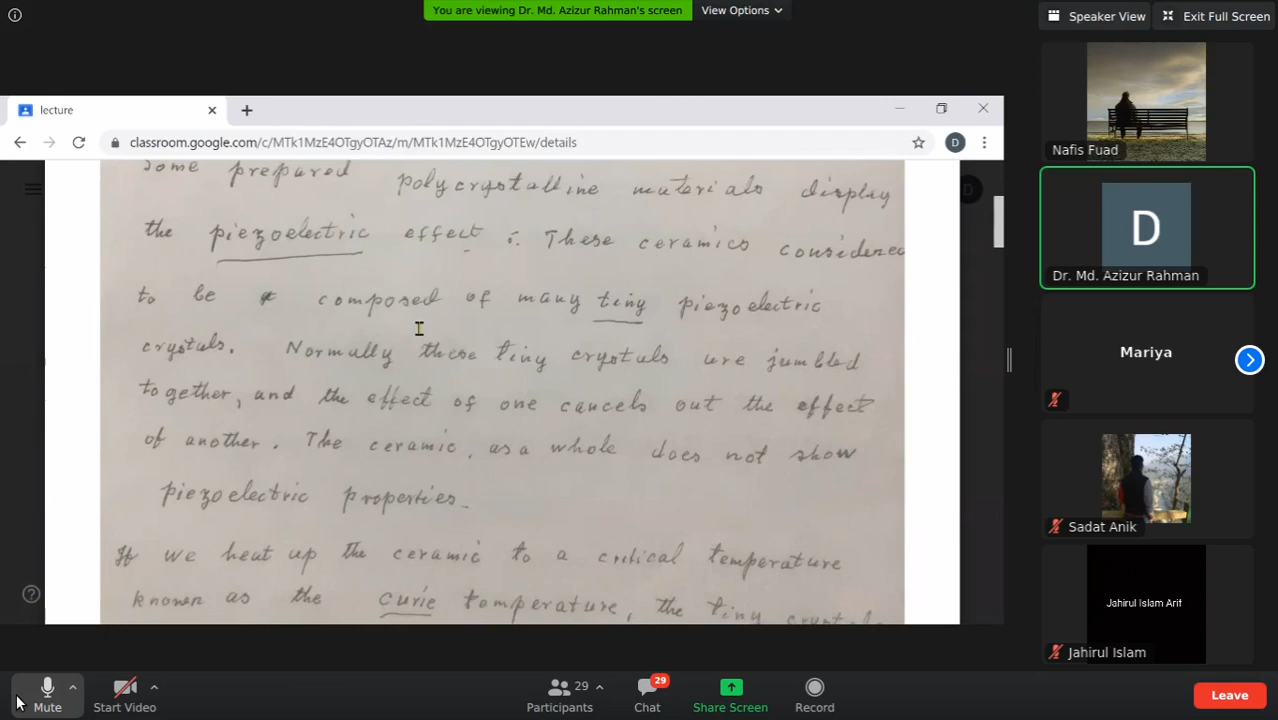 You are viewing Dr. Md. Azizur Rahman's screen
View Options
Speaker View
Exit Full Screen
lecture
classroom.google.com/c/MTk1MzE4OTgyOTAz/m/MTk1MzE4OTgyOTEw/details
D
Some prepared polycrystalline materials display
the piezoelectric effect ∴ These ceramics considered
to be composed of many tiny piezoelectric
crystals. Normally these tiny crystals are jumbled
together, and the effect of one cancels out the effect
of another. The ceramic, as a whole does not show
piezoelectric properties.
If we heat up the ceramic to a critical temperature
known as the curie temperature, the tiny crystals
Nafis Fuad
D
Dr. Md. Azizur Rahman
Mariya
Sadat Anik
Jahirul Islam Arif
Jahirul Islam
Mute
Start Video
29
Participants
29
Chat
Share Screen
Record
Leave